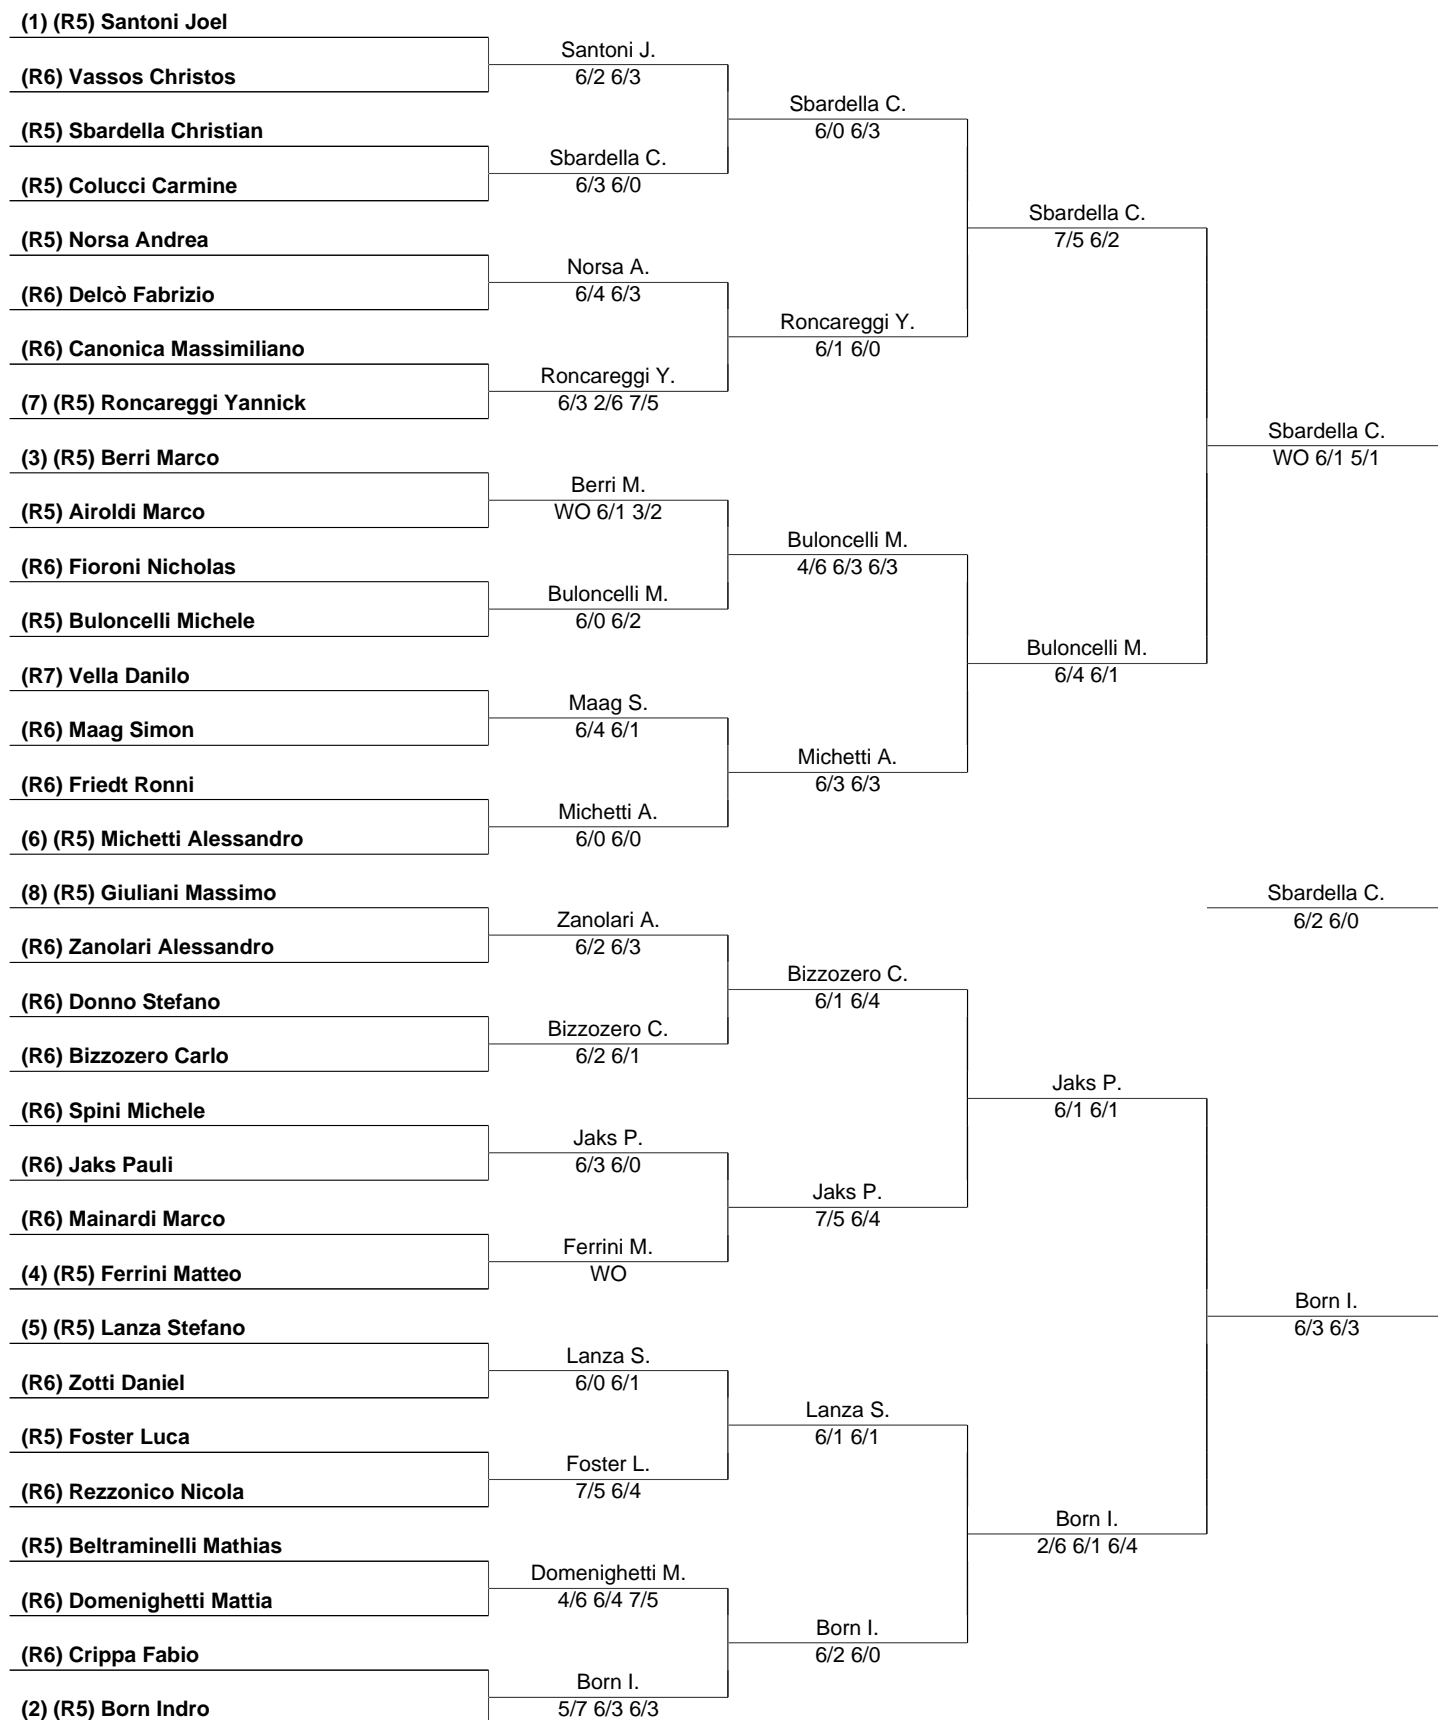 (1) (R5) Santoni Joel
Santoni J.
(R6) Vassos Christos
6/2 6/3
Sbardella C.
(R5) Sbardella Christian
6/0 6/3
Sbardella C.
(R5) Colucci Carmine
6/3 6/0
Sbardella C.
(R5) Norsa Andrea
7/5 6/2
Norsa A.
(R6) Delcò Fabrizio
6/4 6/3
Roncareggi Y.
(R6) Canonica Massimiliano
6/1 6/0
Roncareggi Y.
(7) (R5) Roncareggi Yannick
6/3 2/6 7/5
Sbardella C.
(3) (R5) Berri Marco
WO 6/1 5/1
Berri M.
(R5) Airoldi Marco
WO 6/1 3/2
Buloncelli M.
(R6) Fioroni Nicholas
4/6 6/3 6/3
Buloncelli M.
(R5) Buloncelli Michele
6/0 6/2
Buloncelli M.
(R7) Vella Danilo
6/4 6/1
Maag S.
(R6) Maag Simon
6/4 6/1
Michetti A.
(R6) Friedt Ronni
6/3 6/3
Michetti A.
(6) (R5) Michetti Alessandro
6/0 6/0
(8) (R5) Giuliani Massimo
Sbardella C.
6/2 6/0
Zanolari A.
(R6) Zanolari Alessandro
6/2 6/3
Bizzozero C.
(R6) Donno Stefano
6/1 6/4
Bizzozero C.
(R6) Bizzozero Carlo
6/2 6/1
Jaks P.
(R6) Spini Michele
6/1 6/1
Jaks P.
(R6) Jaks Pauli
6/3 6/0
Jaks P.
(R6) Mainardi Marco
7/5 6/4
Ferrini M.
(4) (R5) Ferrini Matteo
WO
Born I.
(5) (R5) Lanza Stefano
6/3 6/3
Lanza S.
(R6) Zotti Daniel
6/0 6/1
Lanza S.
(R5) Foster Luca
6/1 6/1
Foster L.
(R6) Rezzonico Nicola
7/5 6/4
Born I.
(R5) Beltraminelli Mathias
2/6 6/1 6/4
Domenighetti M.
(R6) Domenighetti Mattia
4/6 6/4 7/5
Born I.
(R6) Crippa Fabio
6/2 6/0
Born I.
(2) (R5) Born Indro
5/7 6/3 6/3